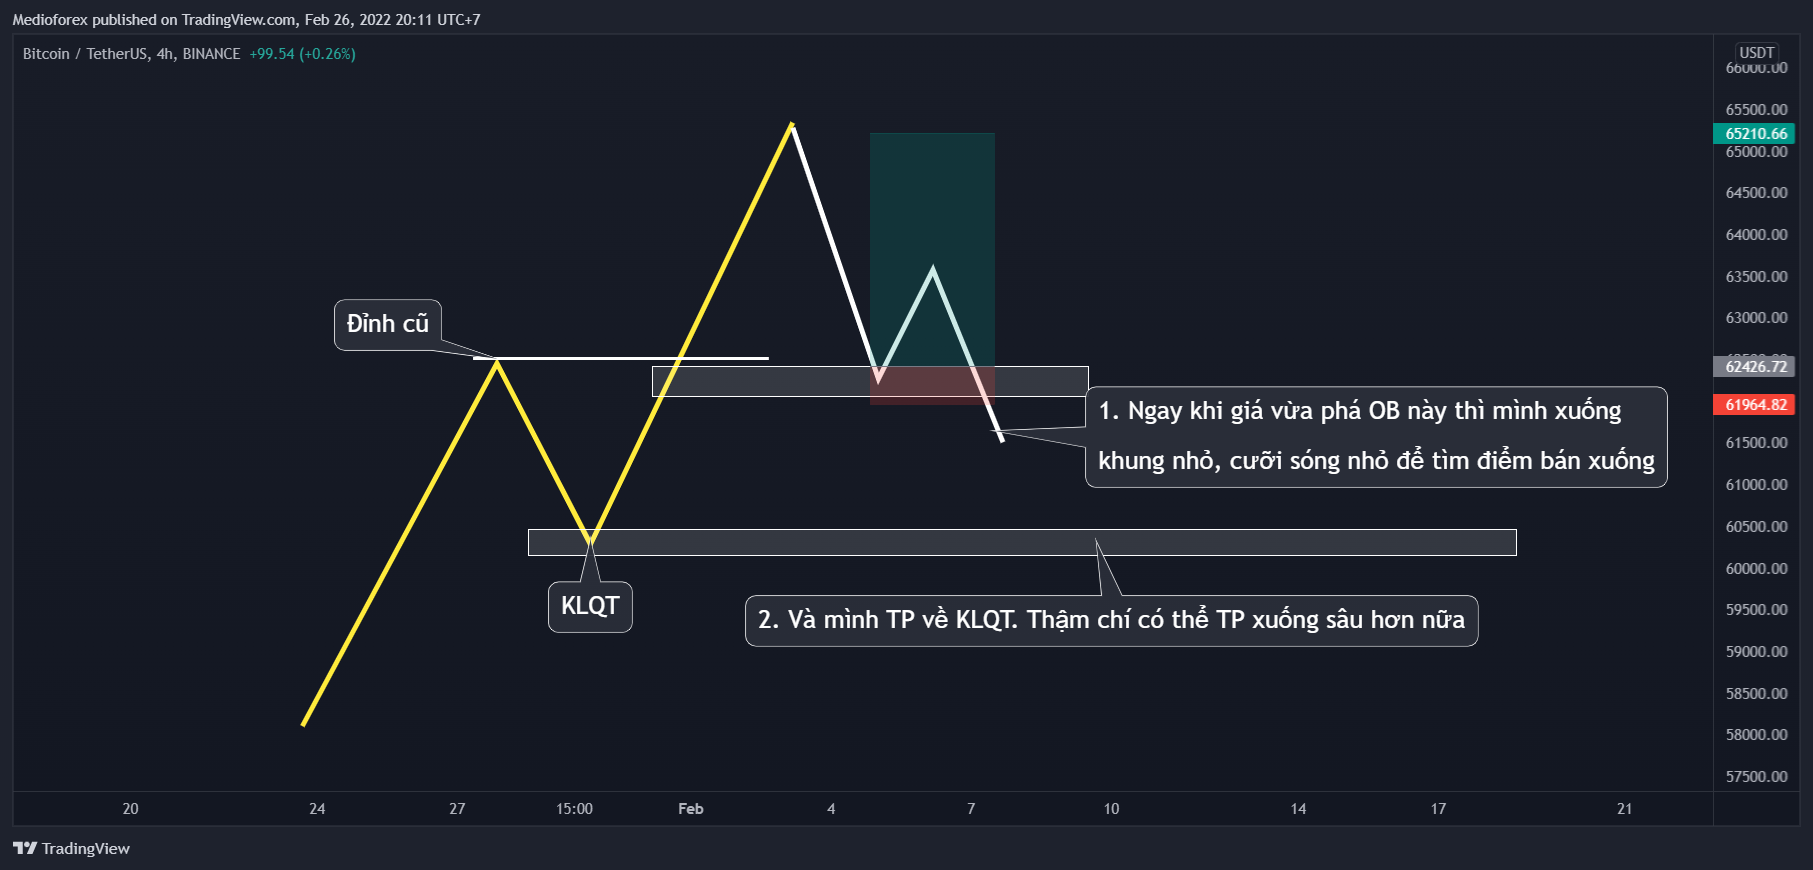 Medioforex published on TradingView.com, Feb 26, 2022 20:11 UTC+7
Bitcoin / TetherUS, 4h, BINANCE +99.54 (+0.26%)
USDT
66000.00
65500.00
65210.66
65000.00
64500.00
64000.00
63500.00
Đỉnh cũ
63000.00
62426.72
61964.82
1. Ngay khi giá vừa phá OB này thì mình xuống
khung nhỏ, cưỡi sóng nhỏ để tìm điểm bán xuống
61500.00
61000.00
60500.00
60000.00
KLQT
2. Và mình TP về KLQT. Thậm chí có thể TP xuống sâu hơn nữa
59500.00
59000.00
58500.00
58000.00
57500.00
20 24 27 15:00 Feb 4 7 10 14 17 21
TradingView